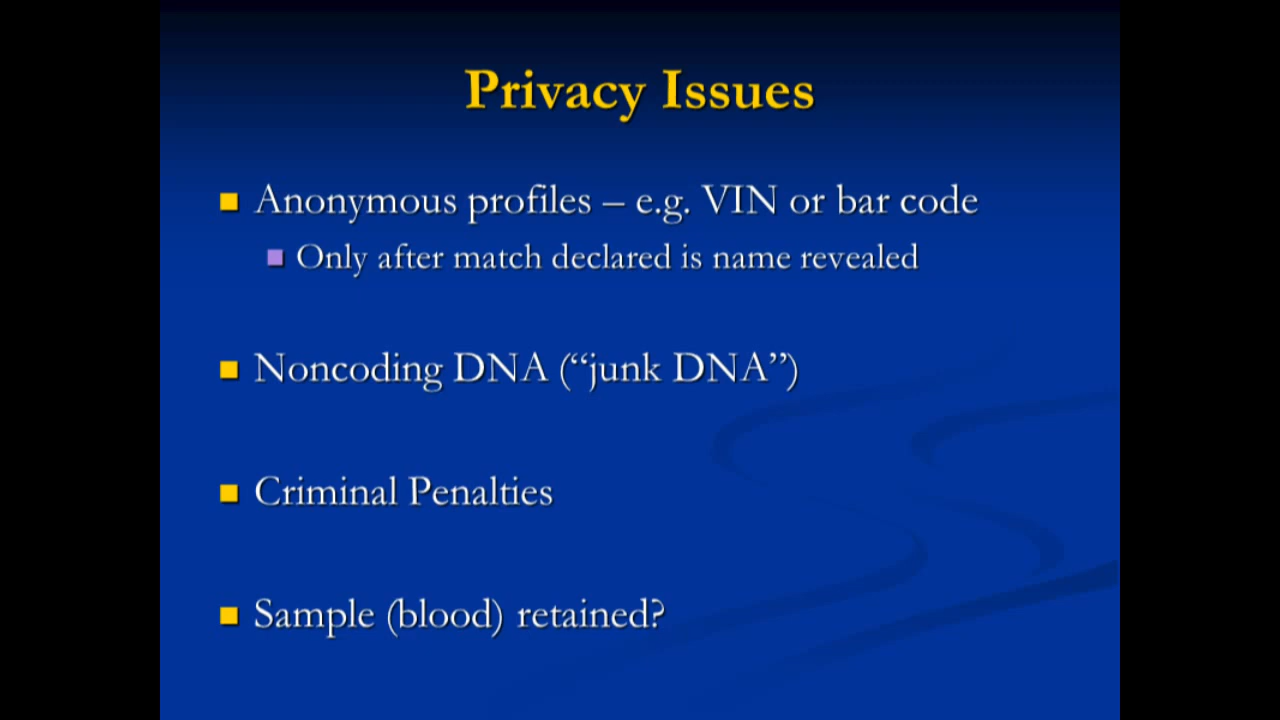 Privacy Issues
Anonymous profiles – e.g. VIN or bar code
Only after match declared is name revealed
Noncoding DNA (“junk DNA”)
Criminal Penalties
Sample (blood) retained?